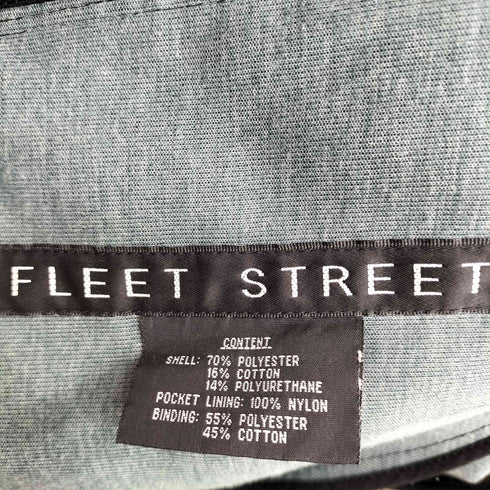 FLEET STREET
CONTENT
SHELL: 70% POLYESTER
16% COTTON
14% POLYURETHANE
POCKET LINING: 100% NYLON
BINDING: 55% POLYESTER
45% COTTON